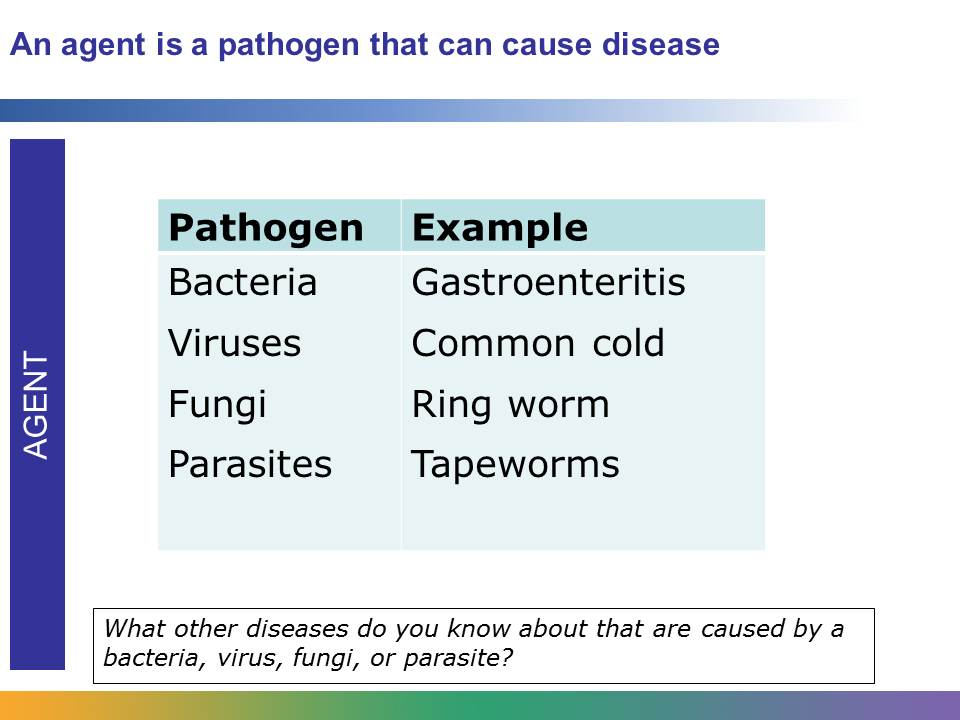 An agent is a pathogen that can cause disease
AGENT
Pathogen Example
Bacteria Gastroenteritis
Viruses Common cold
Fungi Ring worm
Parasites Tapeworms
What other diseases do you know about that are caused by a
bacteria, virus, fungi, or parasite?